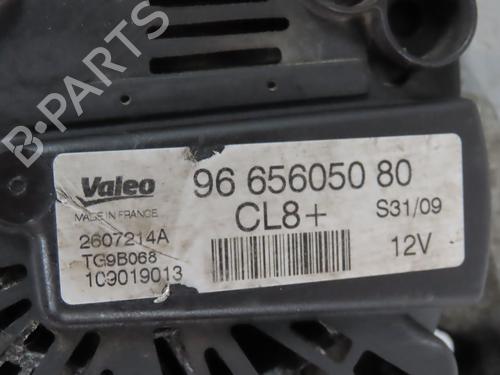 B-PARTS
Valeo
96 656050 80
MADE IN FRANCE
CL8+
S31/09
2607214A
12V
TG9B068
109019013